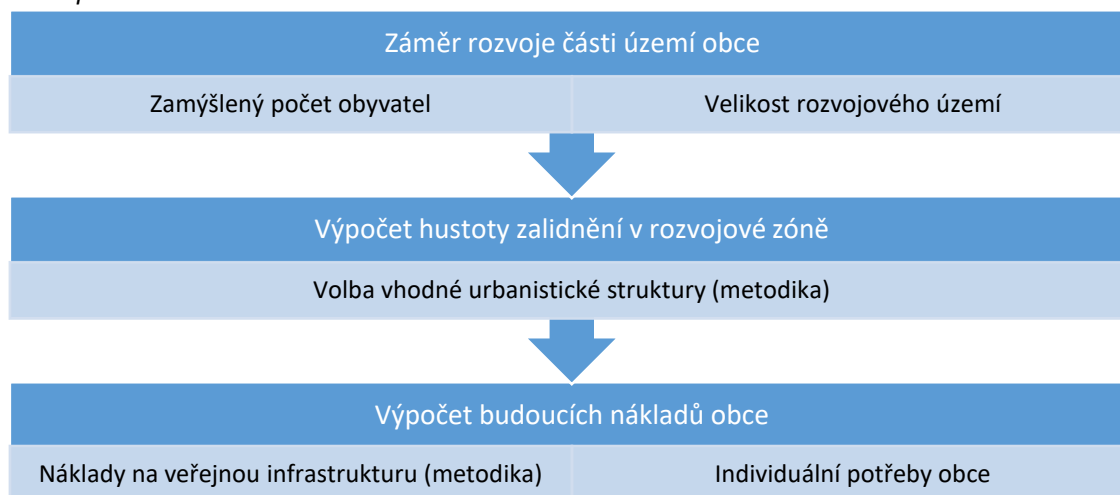 Záměr rozvoje části území obce
Zamýšlený počet obyvatel
Velikost rozvojového území
Výpočet hustoty zalidnění v rozvojové zóně
Volba vhodné urbanistické struktury (metodika)
Výpočet budoucích nákladů obce
Náklady na veřejnou infrastrukturu (metodika)
Individuální potřeby obce